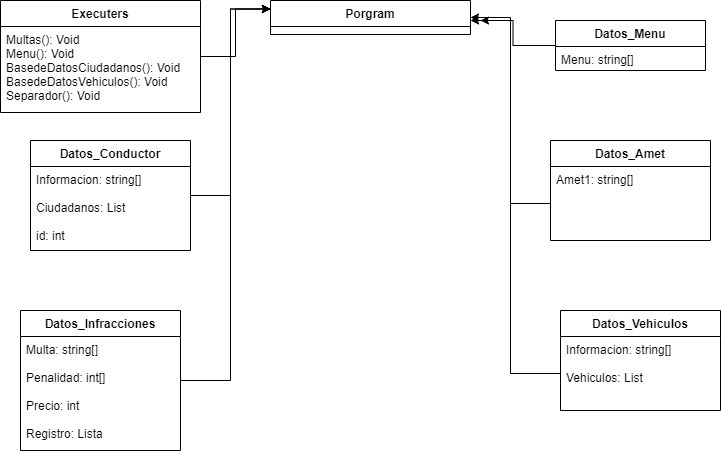 Executers
Multas(): Void
Menu(): Void
BasedeDatosCiudadanos(): Void
BasedeDatosVehiculos(): Void
Separador(): Void
Porgram
Datos_Menu
Menu: string[]
Datos_Conductor
Informacion: string[]
Ciudadanos: List
id: int
Datos_Amet
Amet1: string[]
Datos_Infracciones
Multa: string[]
Penalidad: int[]
Precio: int
Registro: Lista
Datos_Vehiculos
Informacion: string[]
Vehiculos: List